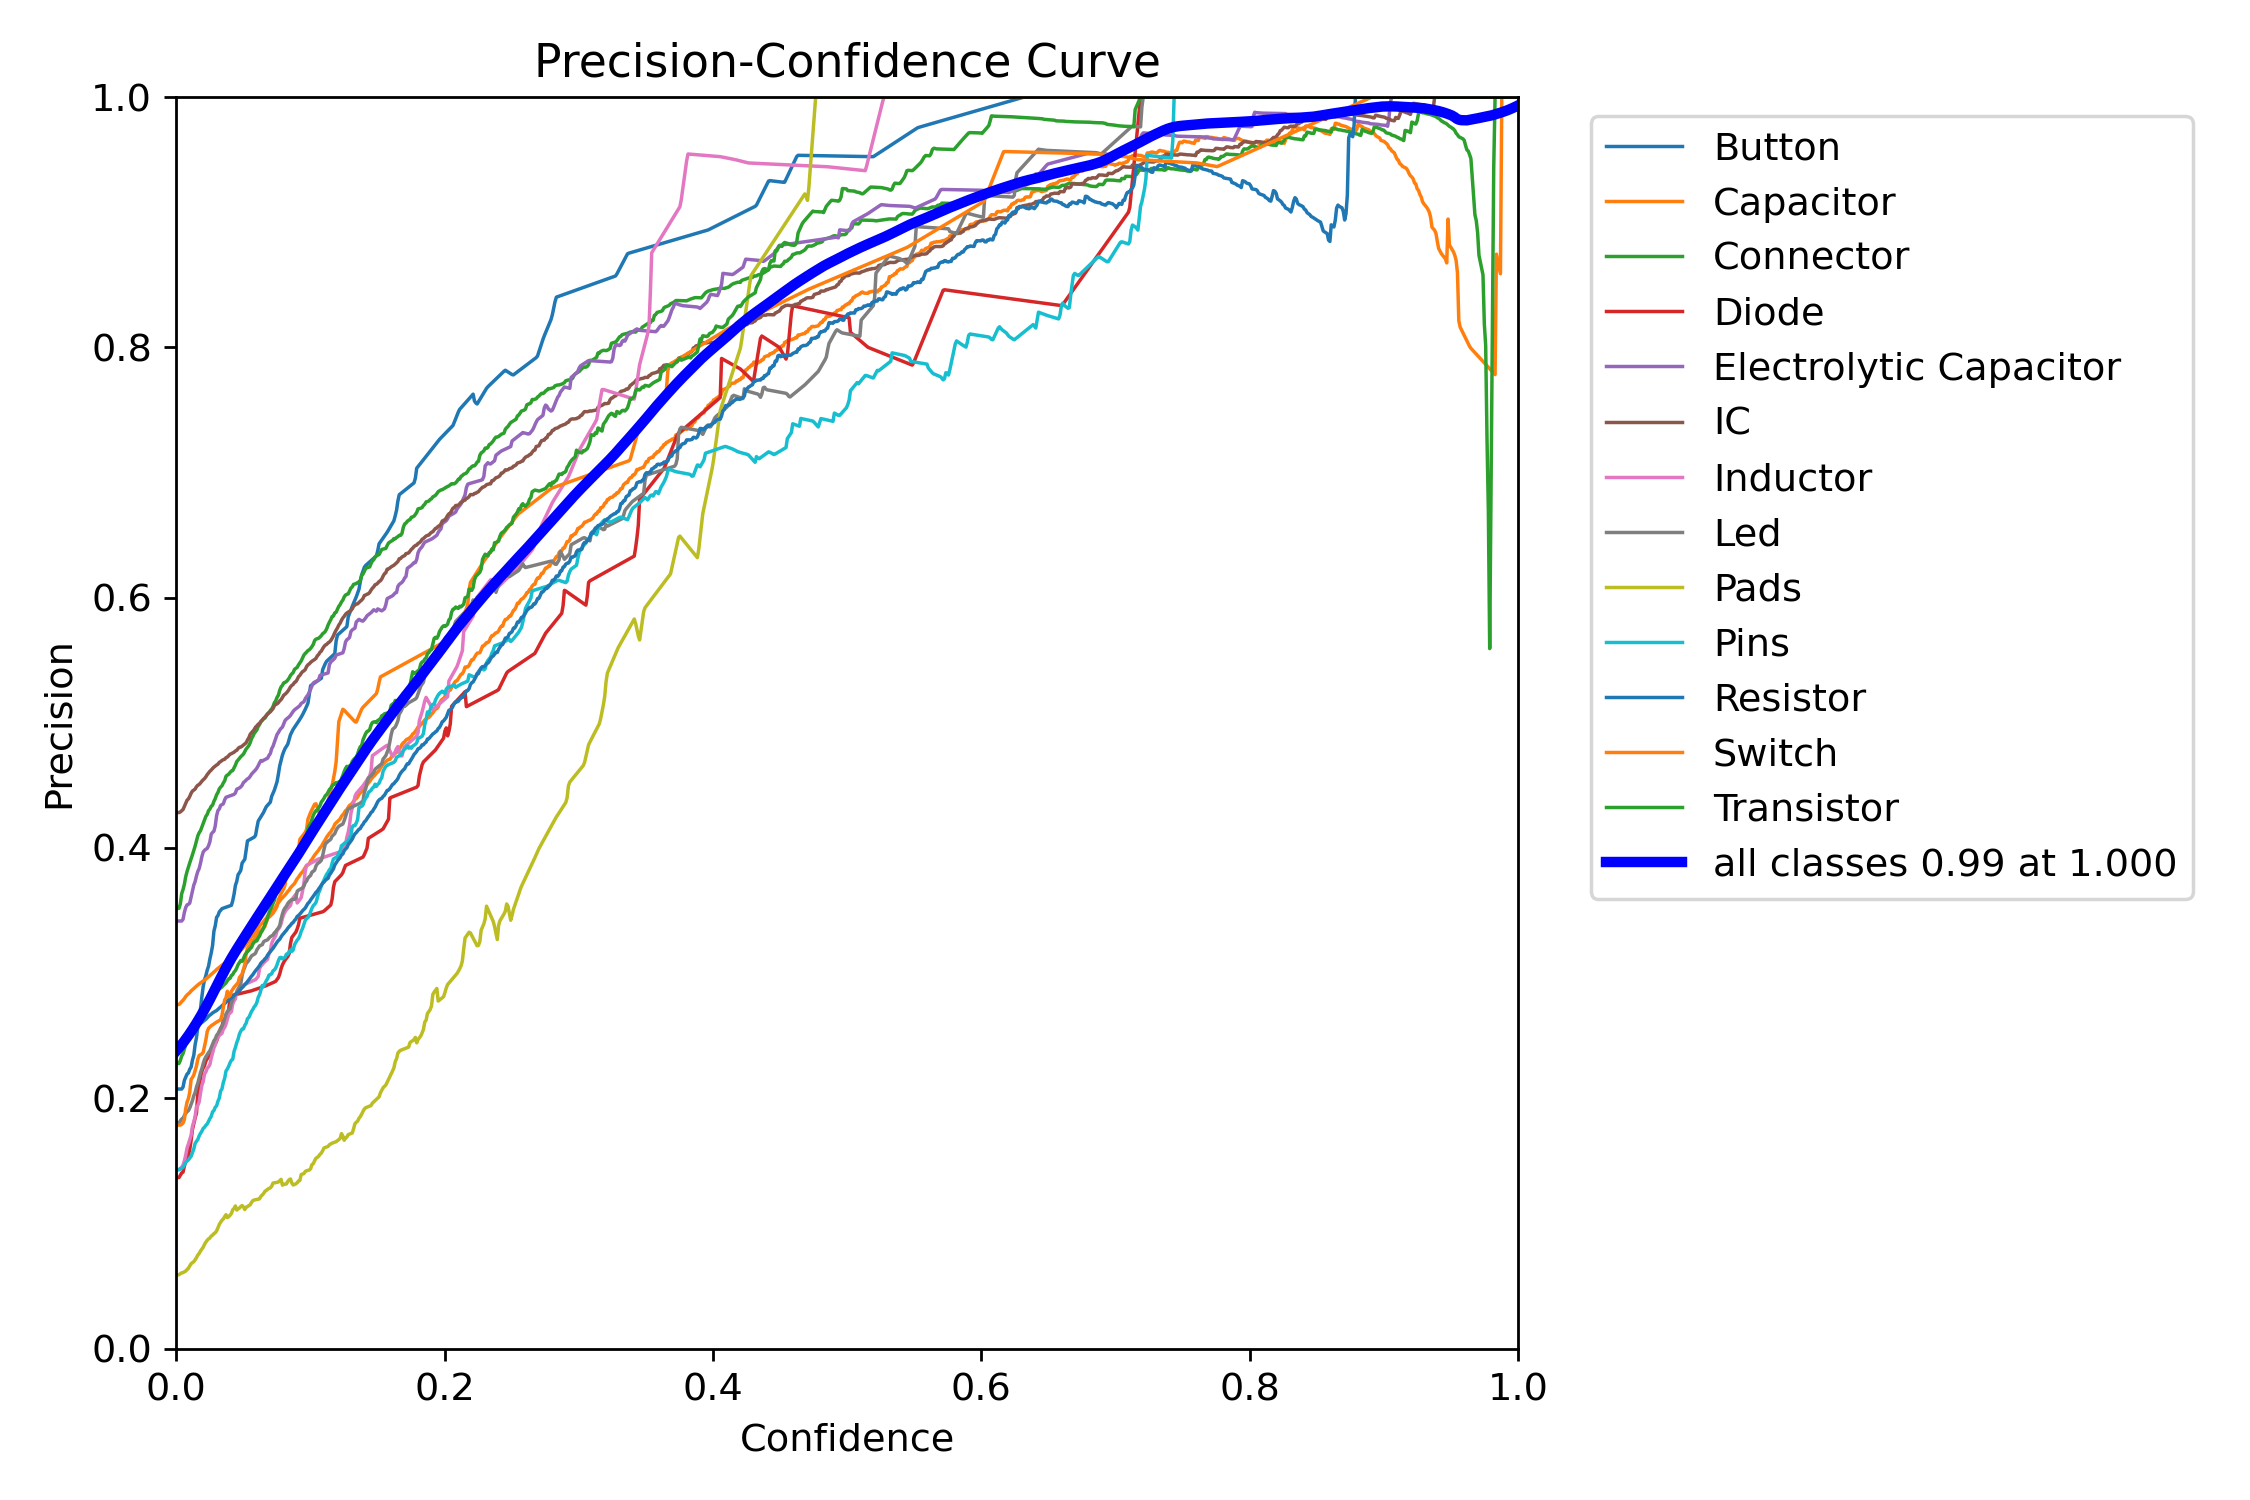 Precision-Confidence Curve
1.0
0.8
0.6
0.4
0.2
0.0
Precision
0.0 0.2 0.4 0.6 0.8 1.0
Confidence
Button
Capacitor
Connector
Diode
Electrolytic Capacitor
IC
Inductor
Led
Pads
Pins
Resistor
Switch
Transistor
all classes 0.99 at 1.000